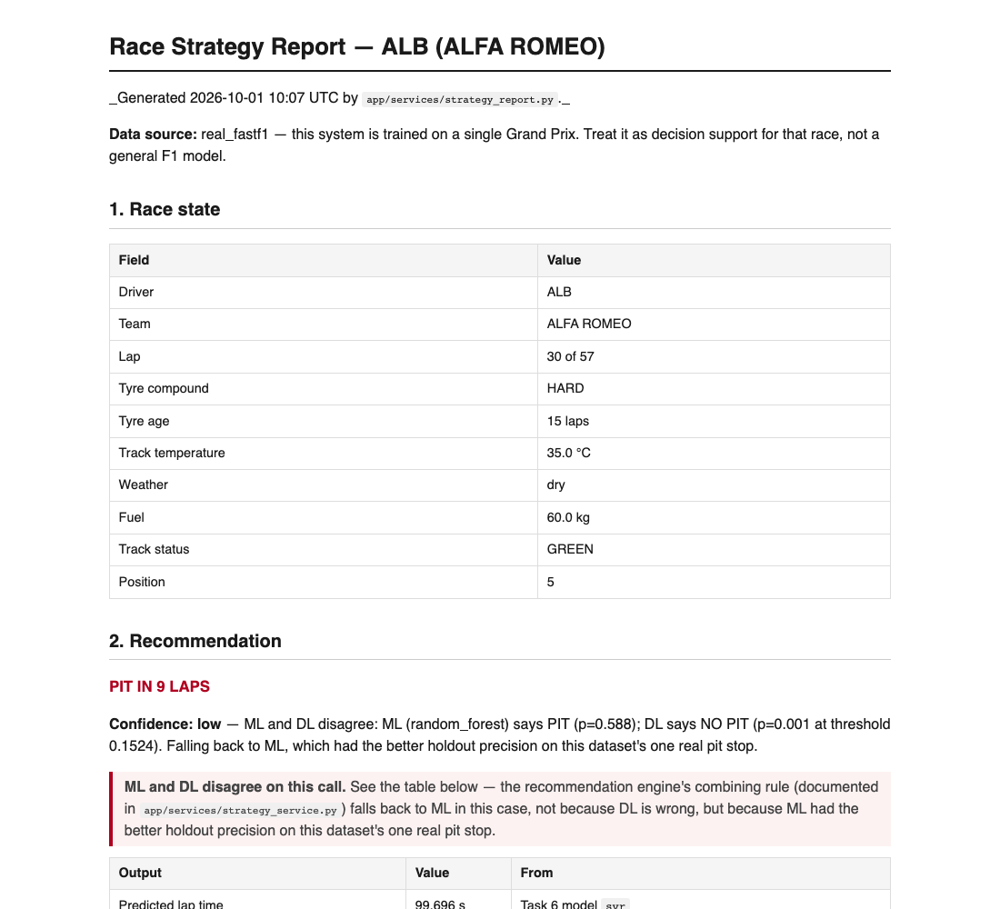 Race Strategy Report — ALB (ALFA ROMEO)
_Generated 2026-10-01 10:07 UTC by app/services/strategy_report.py._
Data source: real_fastf1 — this system is trained on a single Grand Prix. Treat it as decision support for that race, not a
general F1 model.
1. Race state
Field Value
Driver ALB
Team ALFA ROMEO
Lap 30 of 57
Tyre compound HARD
Tyre age 15 laps
Track temperature 35.0 °C
Weather dry
Fuel 60.0 kg
Track status GREEN
Position 5
2. Recommendation
PIT IN 9 LAPS
Confidence: low — ML and DL disagree: ML (random_forest) says PIT (p=0.588); DL says NO PIT (p=0.001 at threshold
0.1524). Falling back to ML, which had the better holdout precision on this dataset's one real pit stop.
ML and DL disagree on this call. See the table below — the recommendation engine's combining rule (documented
in app/services/strategy_service.py ) falls back to ML in this case, not because DL is wrong, but because ML had the
better holdout precision on this dataset's one real pit stop.
Output Value From
Predicted lap time 99.696 s Task 6 model svr